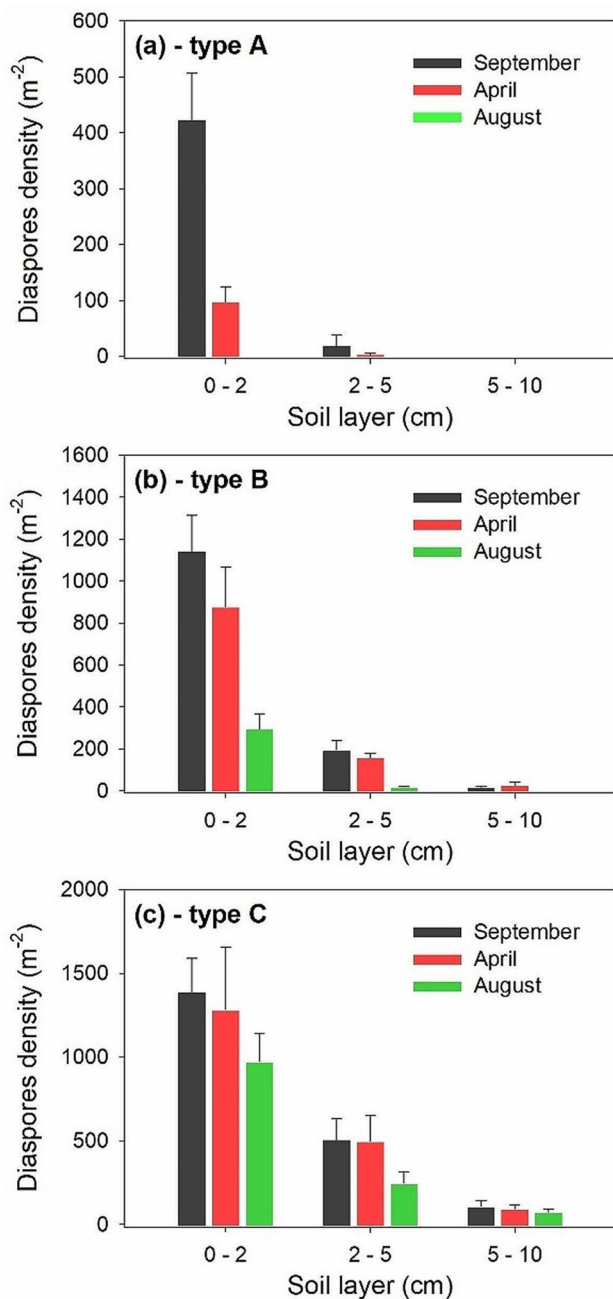 (a) - type A
Diaspores density (m-2)
600
500
400
300
200
100
0
September
April
August
0 - 2 2 - 5 5 - 10
Soil layer (cm)
(b) - type B
Diaspores density (m-2)
1600
1400
1200
1000
800
600
400
200
0
September
April
August
0 - 2 2 - 5 5 - 10
Soil layer (cm)
(c) - type C
Diaspores density (m-2)
2000
1500
1000
500
0
September
April
August
0 - 2 2 - 5 5 - 10
Soil layer (cm)